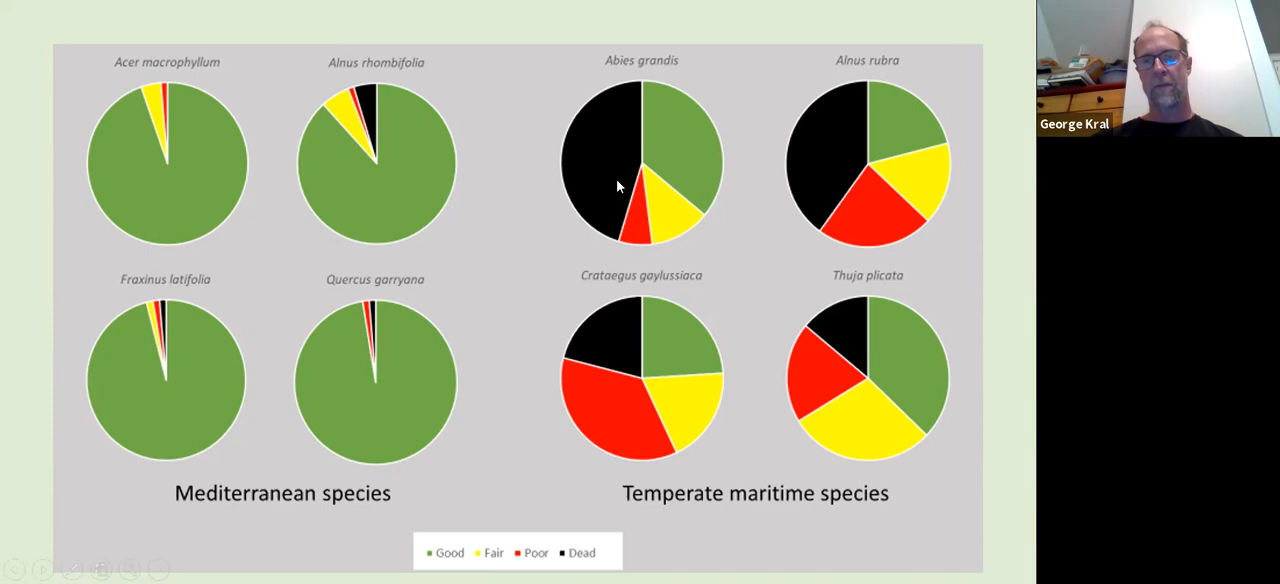 Acer macrophyllum
Alnus rhombifolia
Abies grandis
Alnus rubra
George Kral
Fraxinus latifolia
Quercus garryana
Crataegus gaylussiaca
Thuja plicata
Mediterranean species
Temperate maritime species
Good Fair Poor Dead